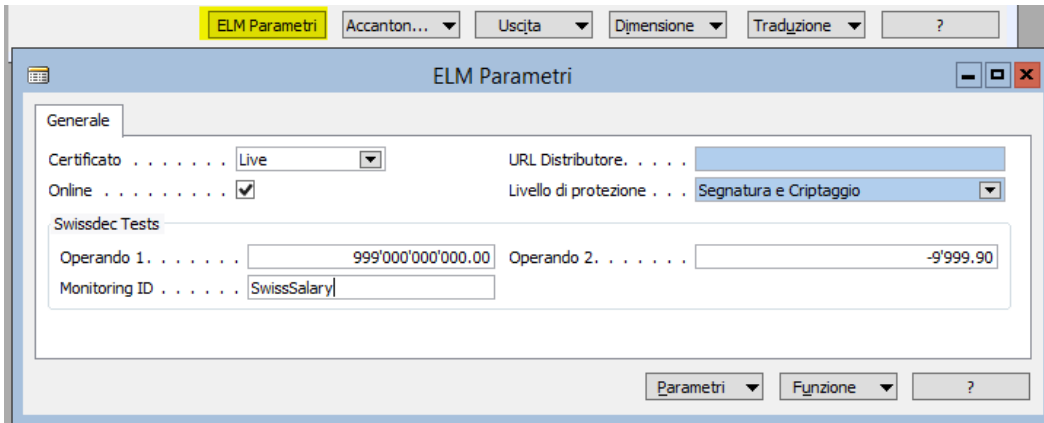 ELM Parametri Accanton... Uscita Dimensione Traduzione ?
ELM Parametri
Generale
Certificato . . . . . . . Live URL Distributore. . . . .
Online . . . . . . . . . Livello di protezione . . . Segnatura e Criptaggio
Swissdec Tests
Operando 1. . . . . . . 999'000'000'000.00 Operando 2. . . . . . . -9'999.90
Monitoring ID . . . . . . SwissSalary
Parametri Funzione ?